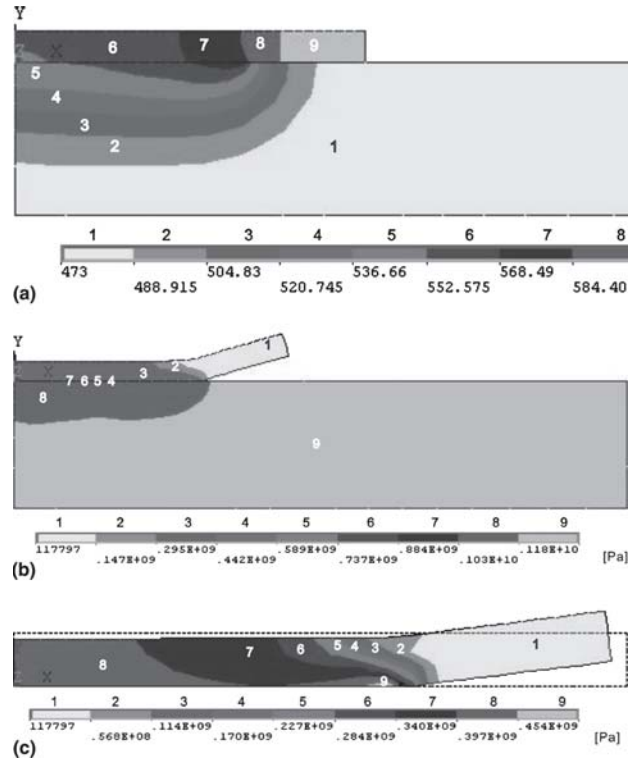 Y
6 7 8 9
Z X
5
4
3
2
1
1 2 3 4 5 6 7 8
473 504.83 536.66 568.49
488.915 520.745 552.575 584.40
(a)
Y
1
2
Z X 3
7 6 5 4
8
9
1 2 3 4 5 6 7 8 9
117797 .295E+09 .589E+09 .884E+09 .118E+10
.147E+09 .442E+09 .737E+09 .103E+10 [Pa]
(b)
6 5 4 3 2 1
8 7
Z X 9
1 2 3 4 5 6 7 8 9
117797 .114E+09 .227E+09 .340E+09 .454E+09
.568E+08 .170E+09 .284E+09 .397E+09 [Pa]
(c)